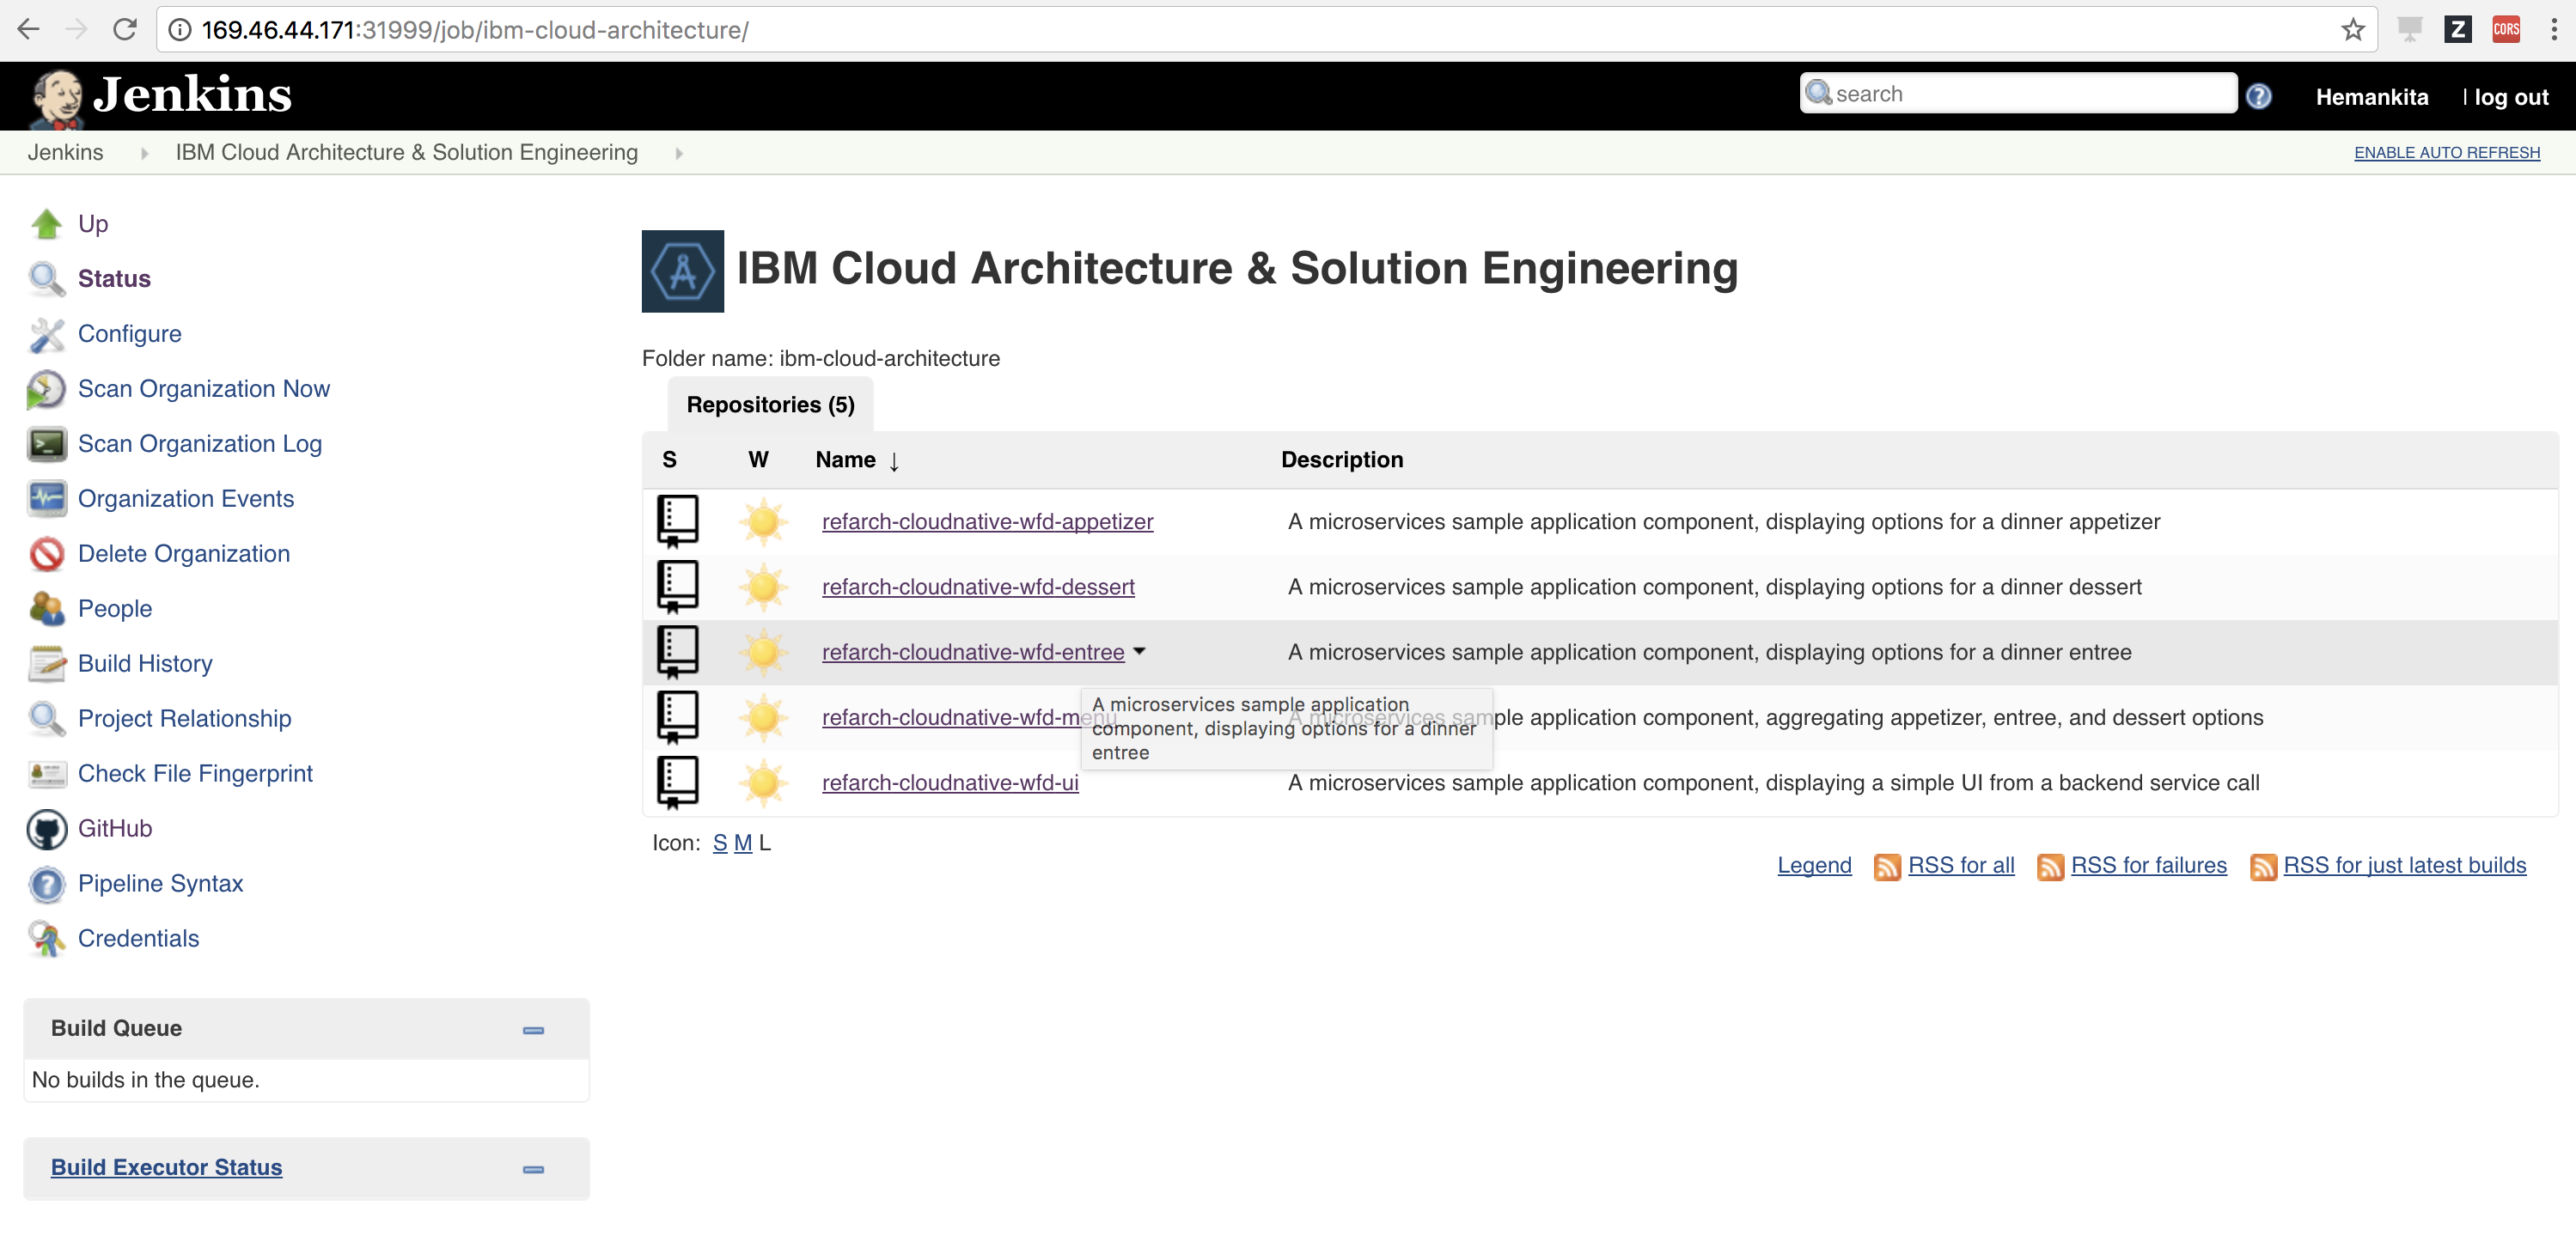 169.46.44.171:31999/job/ibm-cloud-architecture/
Z
CORS
Jenkins
search
Hemankita
| log out
Jenkins
IBM Cloud Architecture & Solution Engineering
ENABLE AUTO REFRESH
Up
Status
Configure
Scan Organization Now
Scan Organization Log
Organization Events
Delete Organization
People
Build History
Project Relationship
Check File Fingerprint
GitHub
Pipeline Syntax
Credentials
Build Queue
No builds in the queue.
Build Executor Status
IBM Cloud Architecture & Solution Engineering
Folder name: ibm-cloud-architecture
Repositories (5)
S W Name ↓ Description
refarch-cloudnative-wfd-appetizer A microservices sample application component, displaying options for a dinner appetizer
refarch-cloudnative-wfd-dessert A microservices sample application component, displaying options for a dinner dessert
refarch-cloudnative-wfd-entree A microservices sample application component, displaying options for a dinner entree
refarch-cloudnative-wfd-menu A microservices sample application component, aggregating appetizer, entree, and dessert options
A microservices sample application
component, displaying options for a dinner
entree
refarch-cloudnative-wfd-ui A microservices sample application component, displaying a simple UI from a backend service call
Icon: S M L
Legend RSS for all RSS for failures RSS for just latest builds